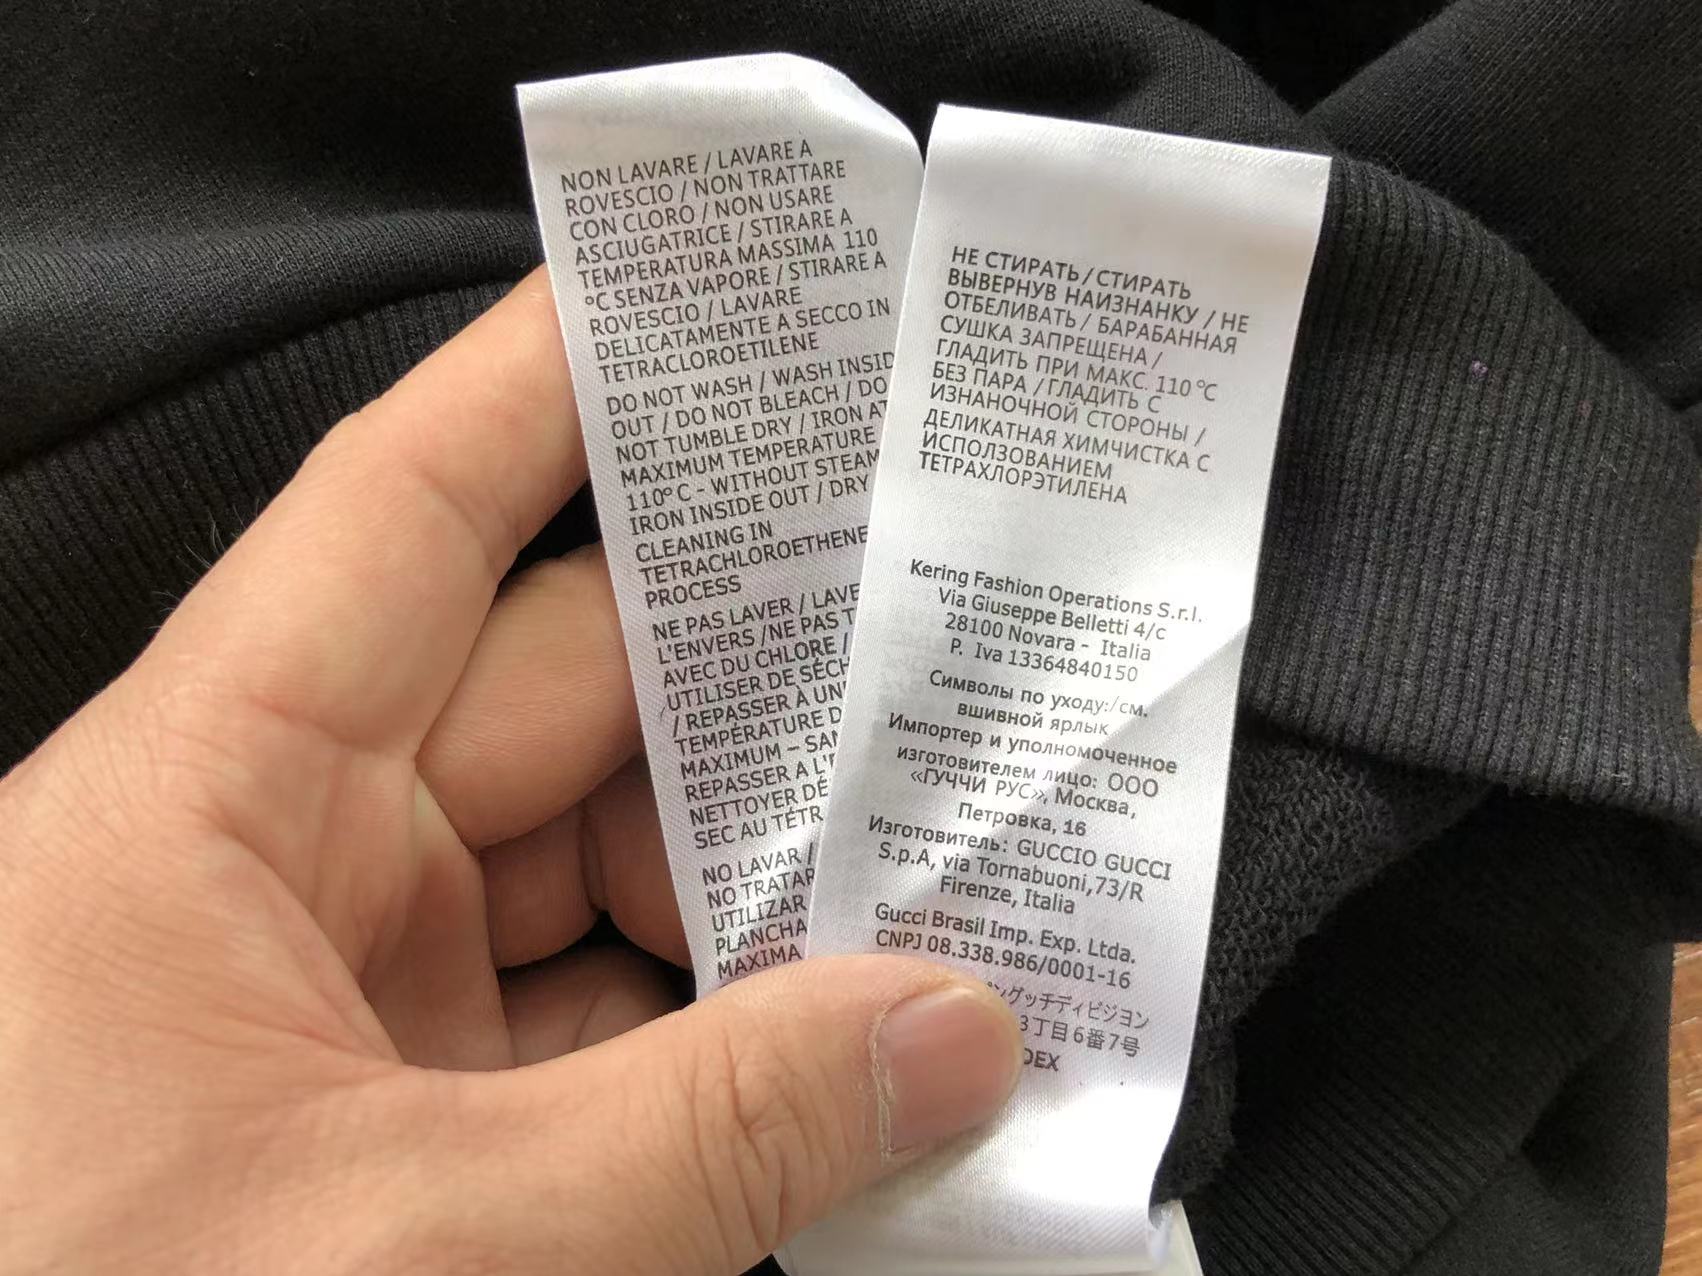 NON LAVARE / LAVARE A
ROVESCIO / NON TRATTARE
CON CLORO / NON USARE
ASCIUGATRICE / STIRARE A
TEMPERATURA MASSIMA 110
°C SENZA VAPORE / STIRARE A
ROVESCIO / LAVARE
DELICATAMENTE A SECCO IN
TETRACLOROETILENE
DO NOT WASH / WASH INSID
OUT / DO NOT BLEACH / DO
NOT TUMBLE DRY / IRON AT
MAXIMUM TEMPERATURE
110°C - WITHOUT STEAM
IRON INSIDE OUT / DRY
CLEANING IN
TETRACHLOROETHENE
PROCESS
NE PAS LAVER / LAVE
L'ENVERS /NE PAS T
AVEC DU CHLORE /
UTILISER DE SÉCH
/ REPASSER À UN
TEMPÉRATURE D
MAXIMUM – SAN
REPASSER A L'E
NETTOYER DÉ
SEC AU TÉTR
NO LAVAR /
NO TRATAR
UTILIZAR
PLANCHA
MAXIMA
НЕ СТИРАТЬ / СТИРАТЬ
ВЫВЕРНУВ НАИЗНАНКУ / НЕ
ОТБЕЛИВАТЬ / БАРАБАННАЯ
СУШКА ЗАПРЕЩЕНА /
ГЛАДИТЬ ПРИ МАКС. 110 °C
БЕЗ ПАРА / ГЛАДИТЬ С
ИЗНАНОЧНОЙ СТОРОНЫ /
ДЕЛИКАТНАЯ ХИМЧИСТКА С
ИСПОЛЗОВАНИЕМ
ТЕТРАХЛОРЭТИЛЕНА
Kering Fashion Operations S.r.l.
Via Giuseppe Belletti 4/c
28100 Novara - Italia
P. Iva 13364840150
Символы по уходу:/см.
вшивной ярлык
Импортер и уполномоченное
изготовителем лицо: ООО
«ГУЧЧИ РУС», Москва,
Петровка, 16
Изготовитель: GUCCIO GUCCI
S.p.A, via Tornabuoni,73/R
Firenze, Italia
Gucci Brasil Imp. Exp. Ltda.
CNPJ 08.338.986/0001-16
ングッチディビジョン
3丁目6番7号
DEX